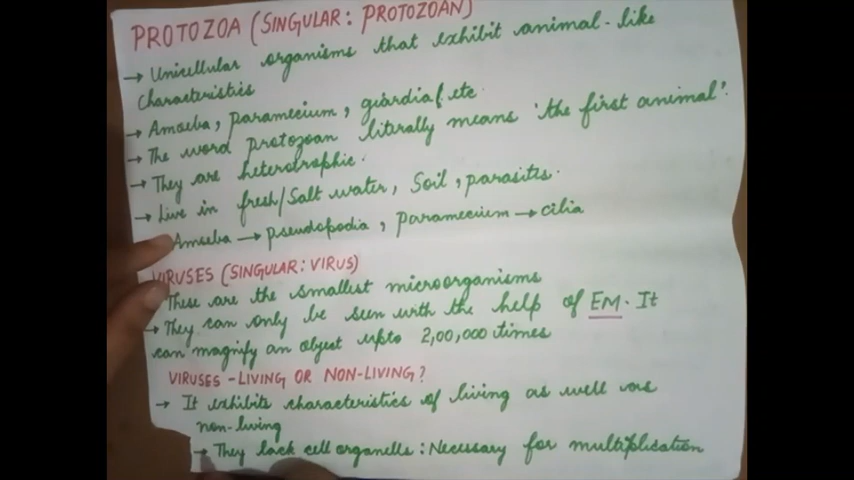 PROTOZOA (SINGULAR: PROTOZOAN)
→ Unicellular organisms that exhibit animal-like
characteristics
→ Amoeba, paramecium, giardia etc.
→ The word protozoan literally means 'the first animal'.
→ They are heterotrophic.
→ Live in fresh/Salt water, Soil, parasites.
Amoeba → pseudopodia, paramecium → cilia
VIRUSES (SINGULAR: VIRUS)
These are the smallest microorganisms
→ They can only be seen with the help of EM. It
can magnify an object upto 2,00,000 times
VIRUSES - LIVING OR NON-LIVING?
→ It exhibits characteristics of living as well as
non-living
→ They lack cell organells: Necessary for multiplication